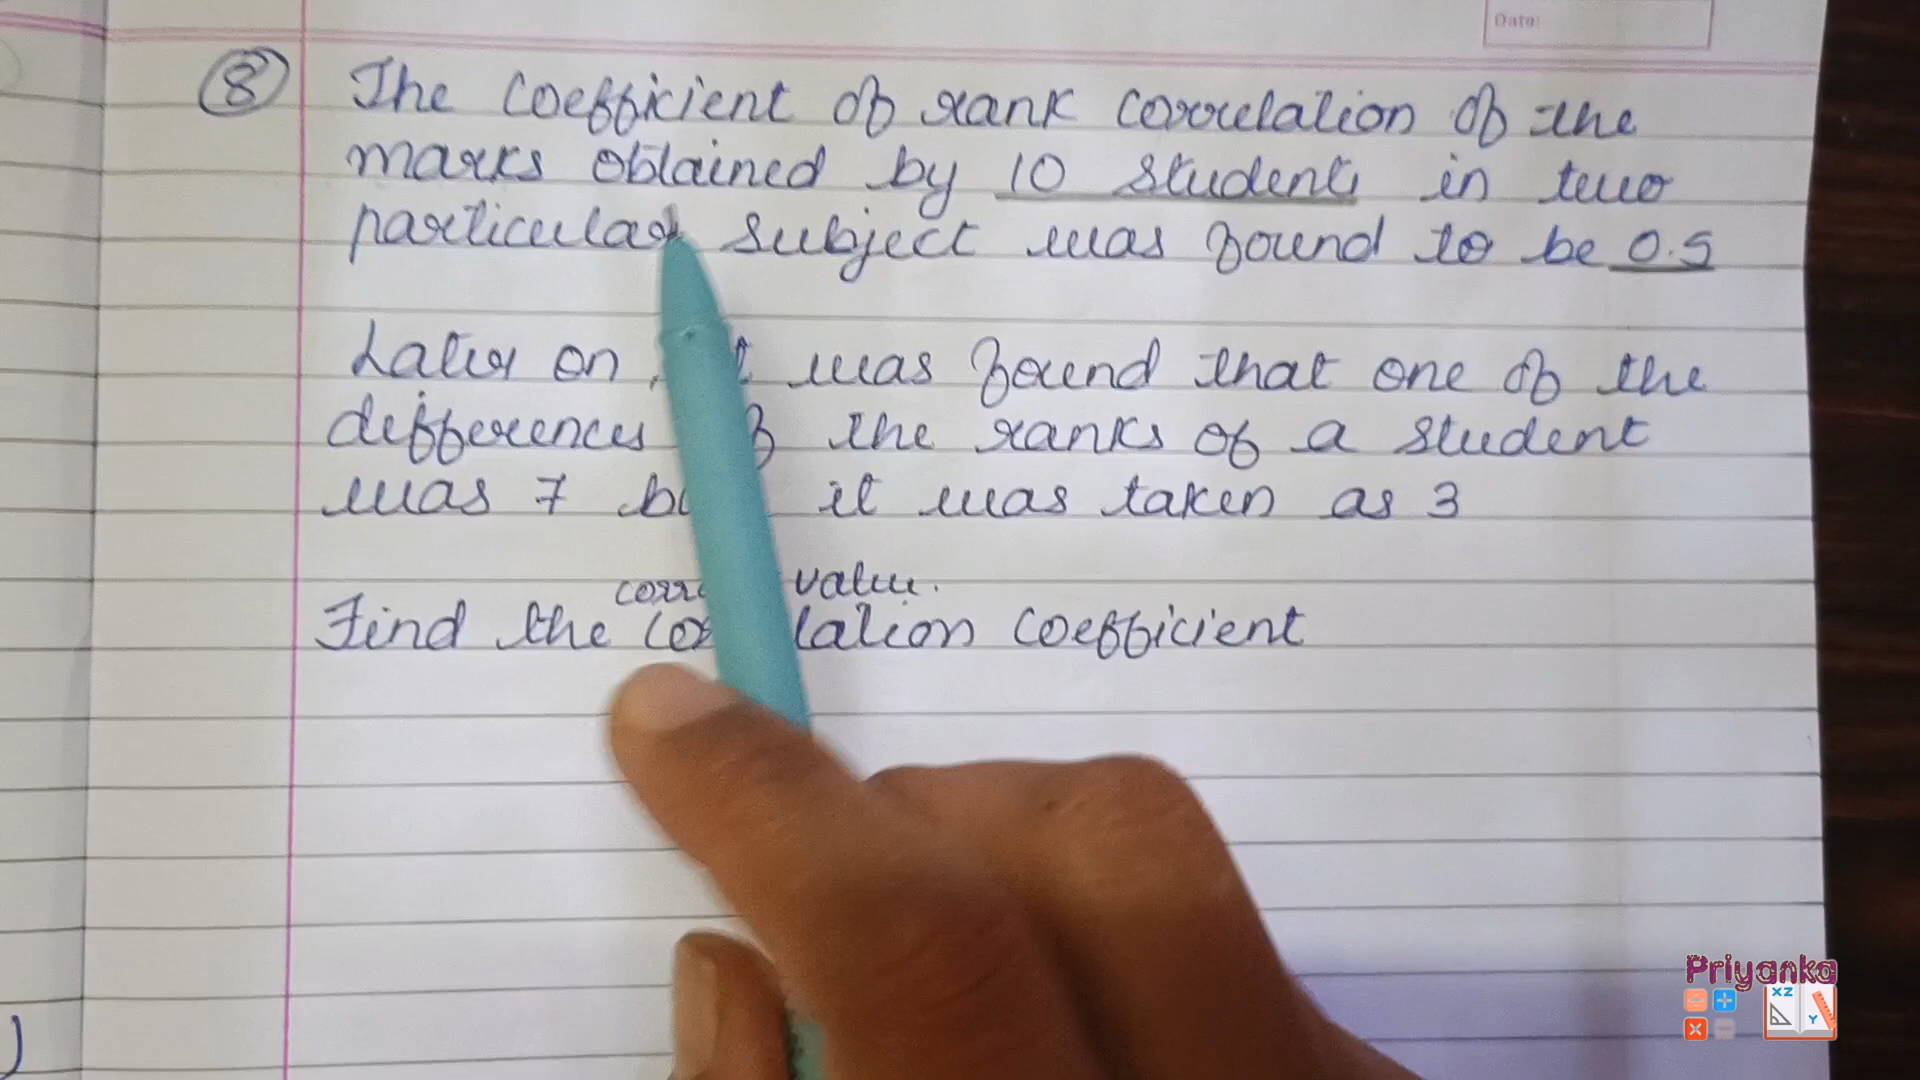 Date:
8 The coefficient of rank correlation of the
marks obtained by 10 students in two
particular subject was found to be 0.5
Later on, was found that one of the
differences the ranks of a student
was 7 it was taken as 3
value.
Find the coefficient
Priyanka
XZ
Y